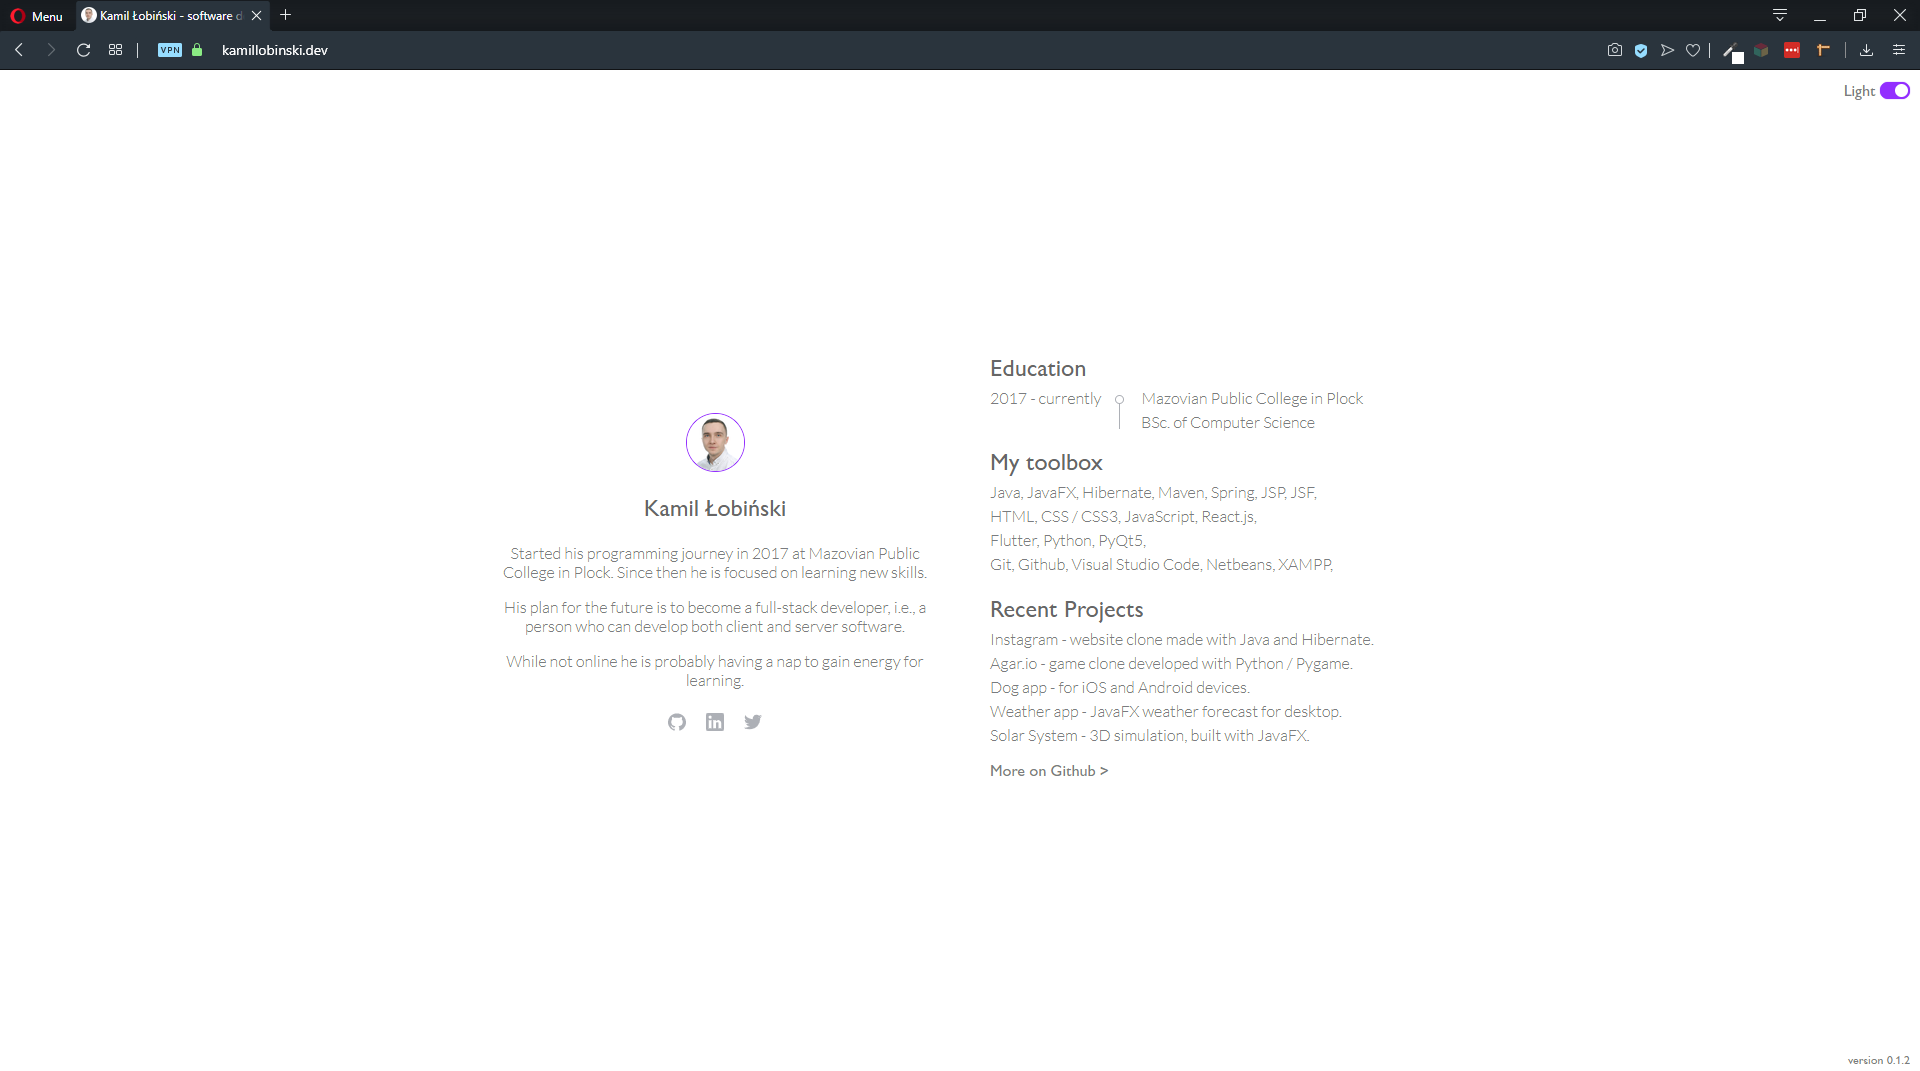 Menu
Kamil Łobiński - software d
VPN
kamillobinski.dev
Light
Kamil Łobiński
Started his programming journey in 2017 at Mazovian Public
College in Plock. Since then he is focused on learning new skills.
His plan for the future is to become a full-stack developer, i.e., a
person who can develop both client and server software.
While not online he is probably having a nap to gain energy for
learning.
Education
2017 - currently
Mazovian Public College in Plock
BSc. of Computer Science
My toolbox
Java, JavaFX, Hibernate, Maven, Spring, JSP, JSF,
HTML, CSS / CSS3, JavaScript, React.js,
Flutter, Python, PyQt5,
Git, Github, Visual Studio Code, Netbeans, XAMPP,
Recent Projects
Instagram - website clone made with Java and Hibernate.
Agar.io - game clone developed with Python / Pygame.
Dog app - for iOS and Android devices.
Weather app - JavaFX weather forecast for desktop.
Solar System - 3D simulation, built with JavaFX.
More on Github >
version 0.1.2